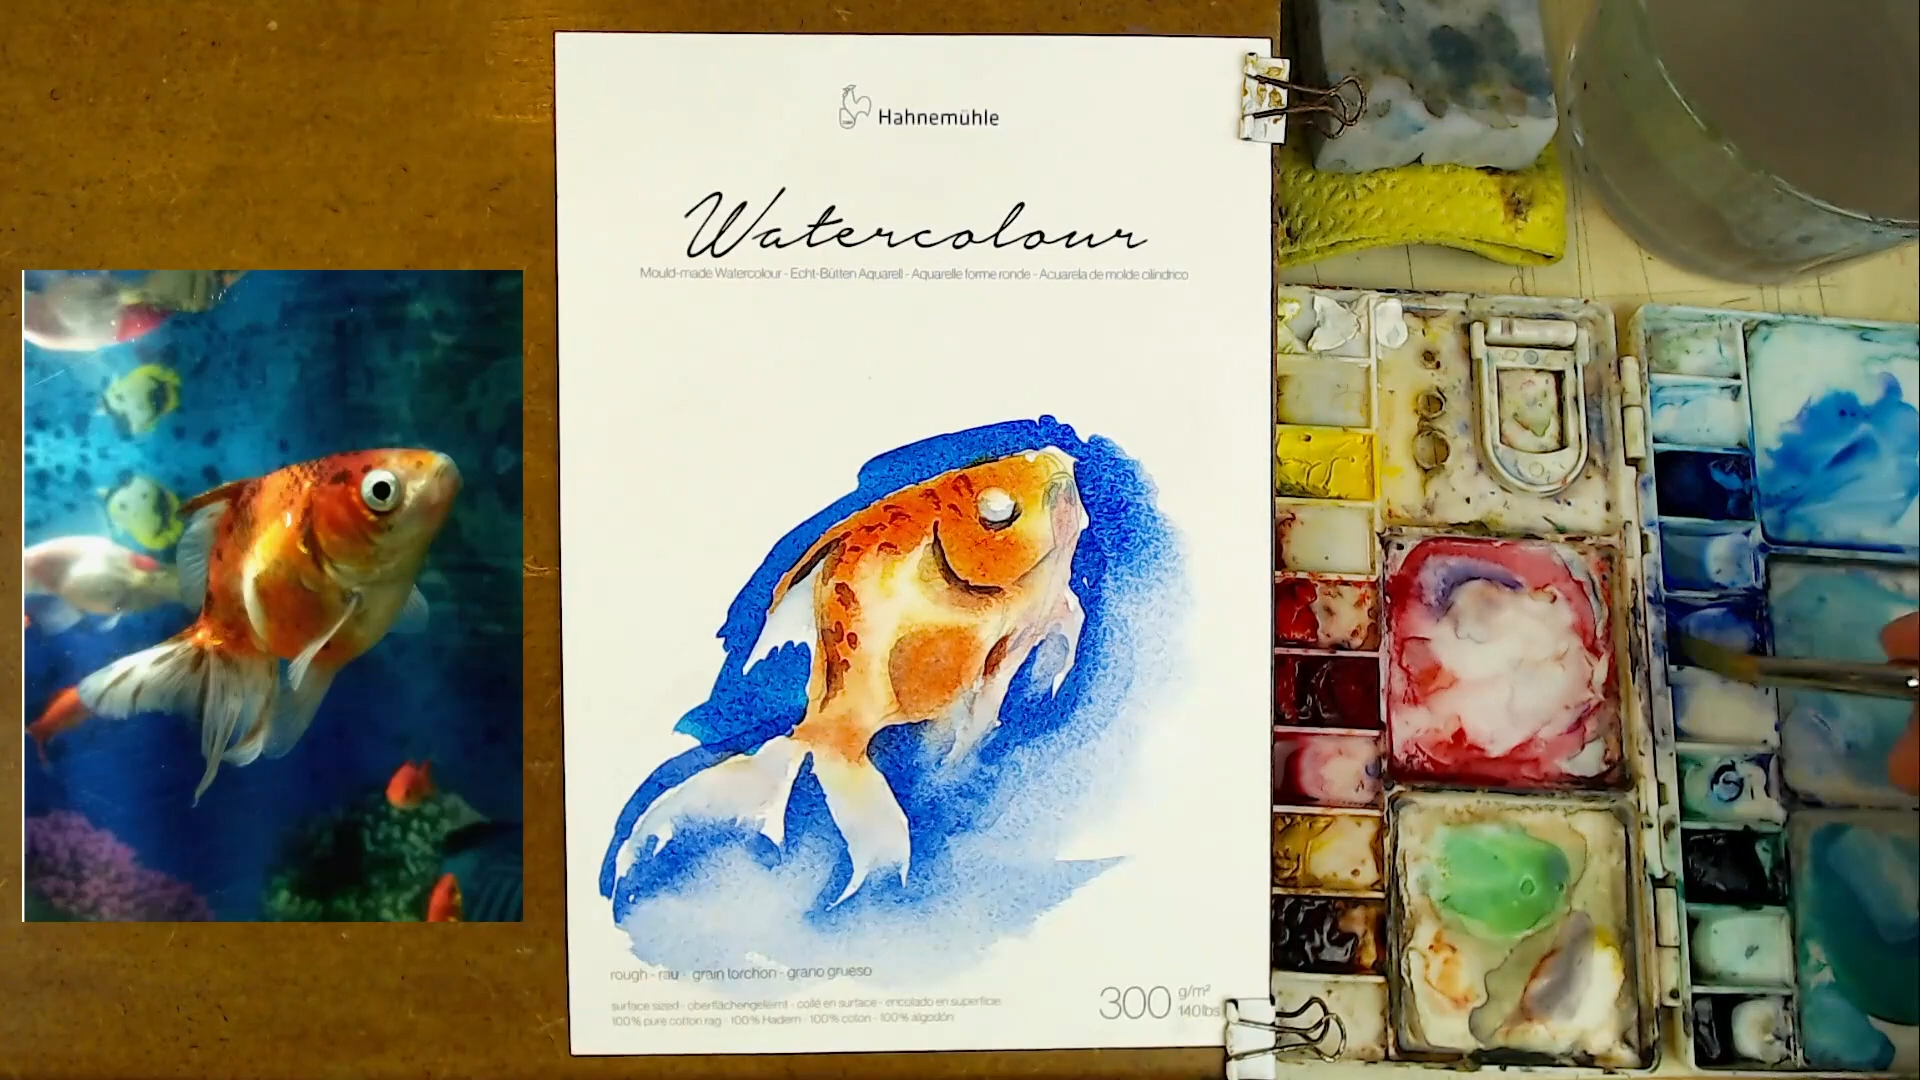 Hahnemühle
Watercolour
Mould-made Watercolour - Echt-Bütten Aquarell - Aquarelle forme ronde - Acuarela de molde cilíndrico
rough - rau - grain torchon - grano grueso
surface sized - oberflächengeleimt - collé en surface - encolado en superficie
100% pure cotton rag - 100% Hadern - 100% coton - 100% algodón
300 g/m²
140lbs